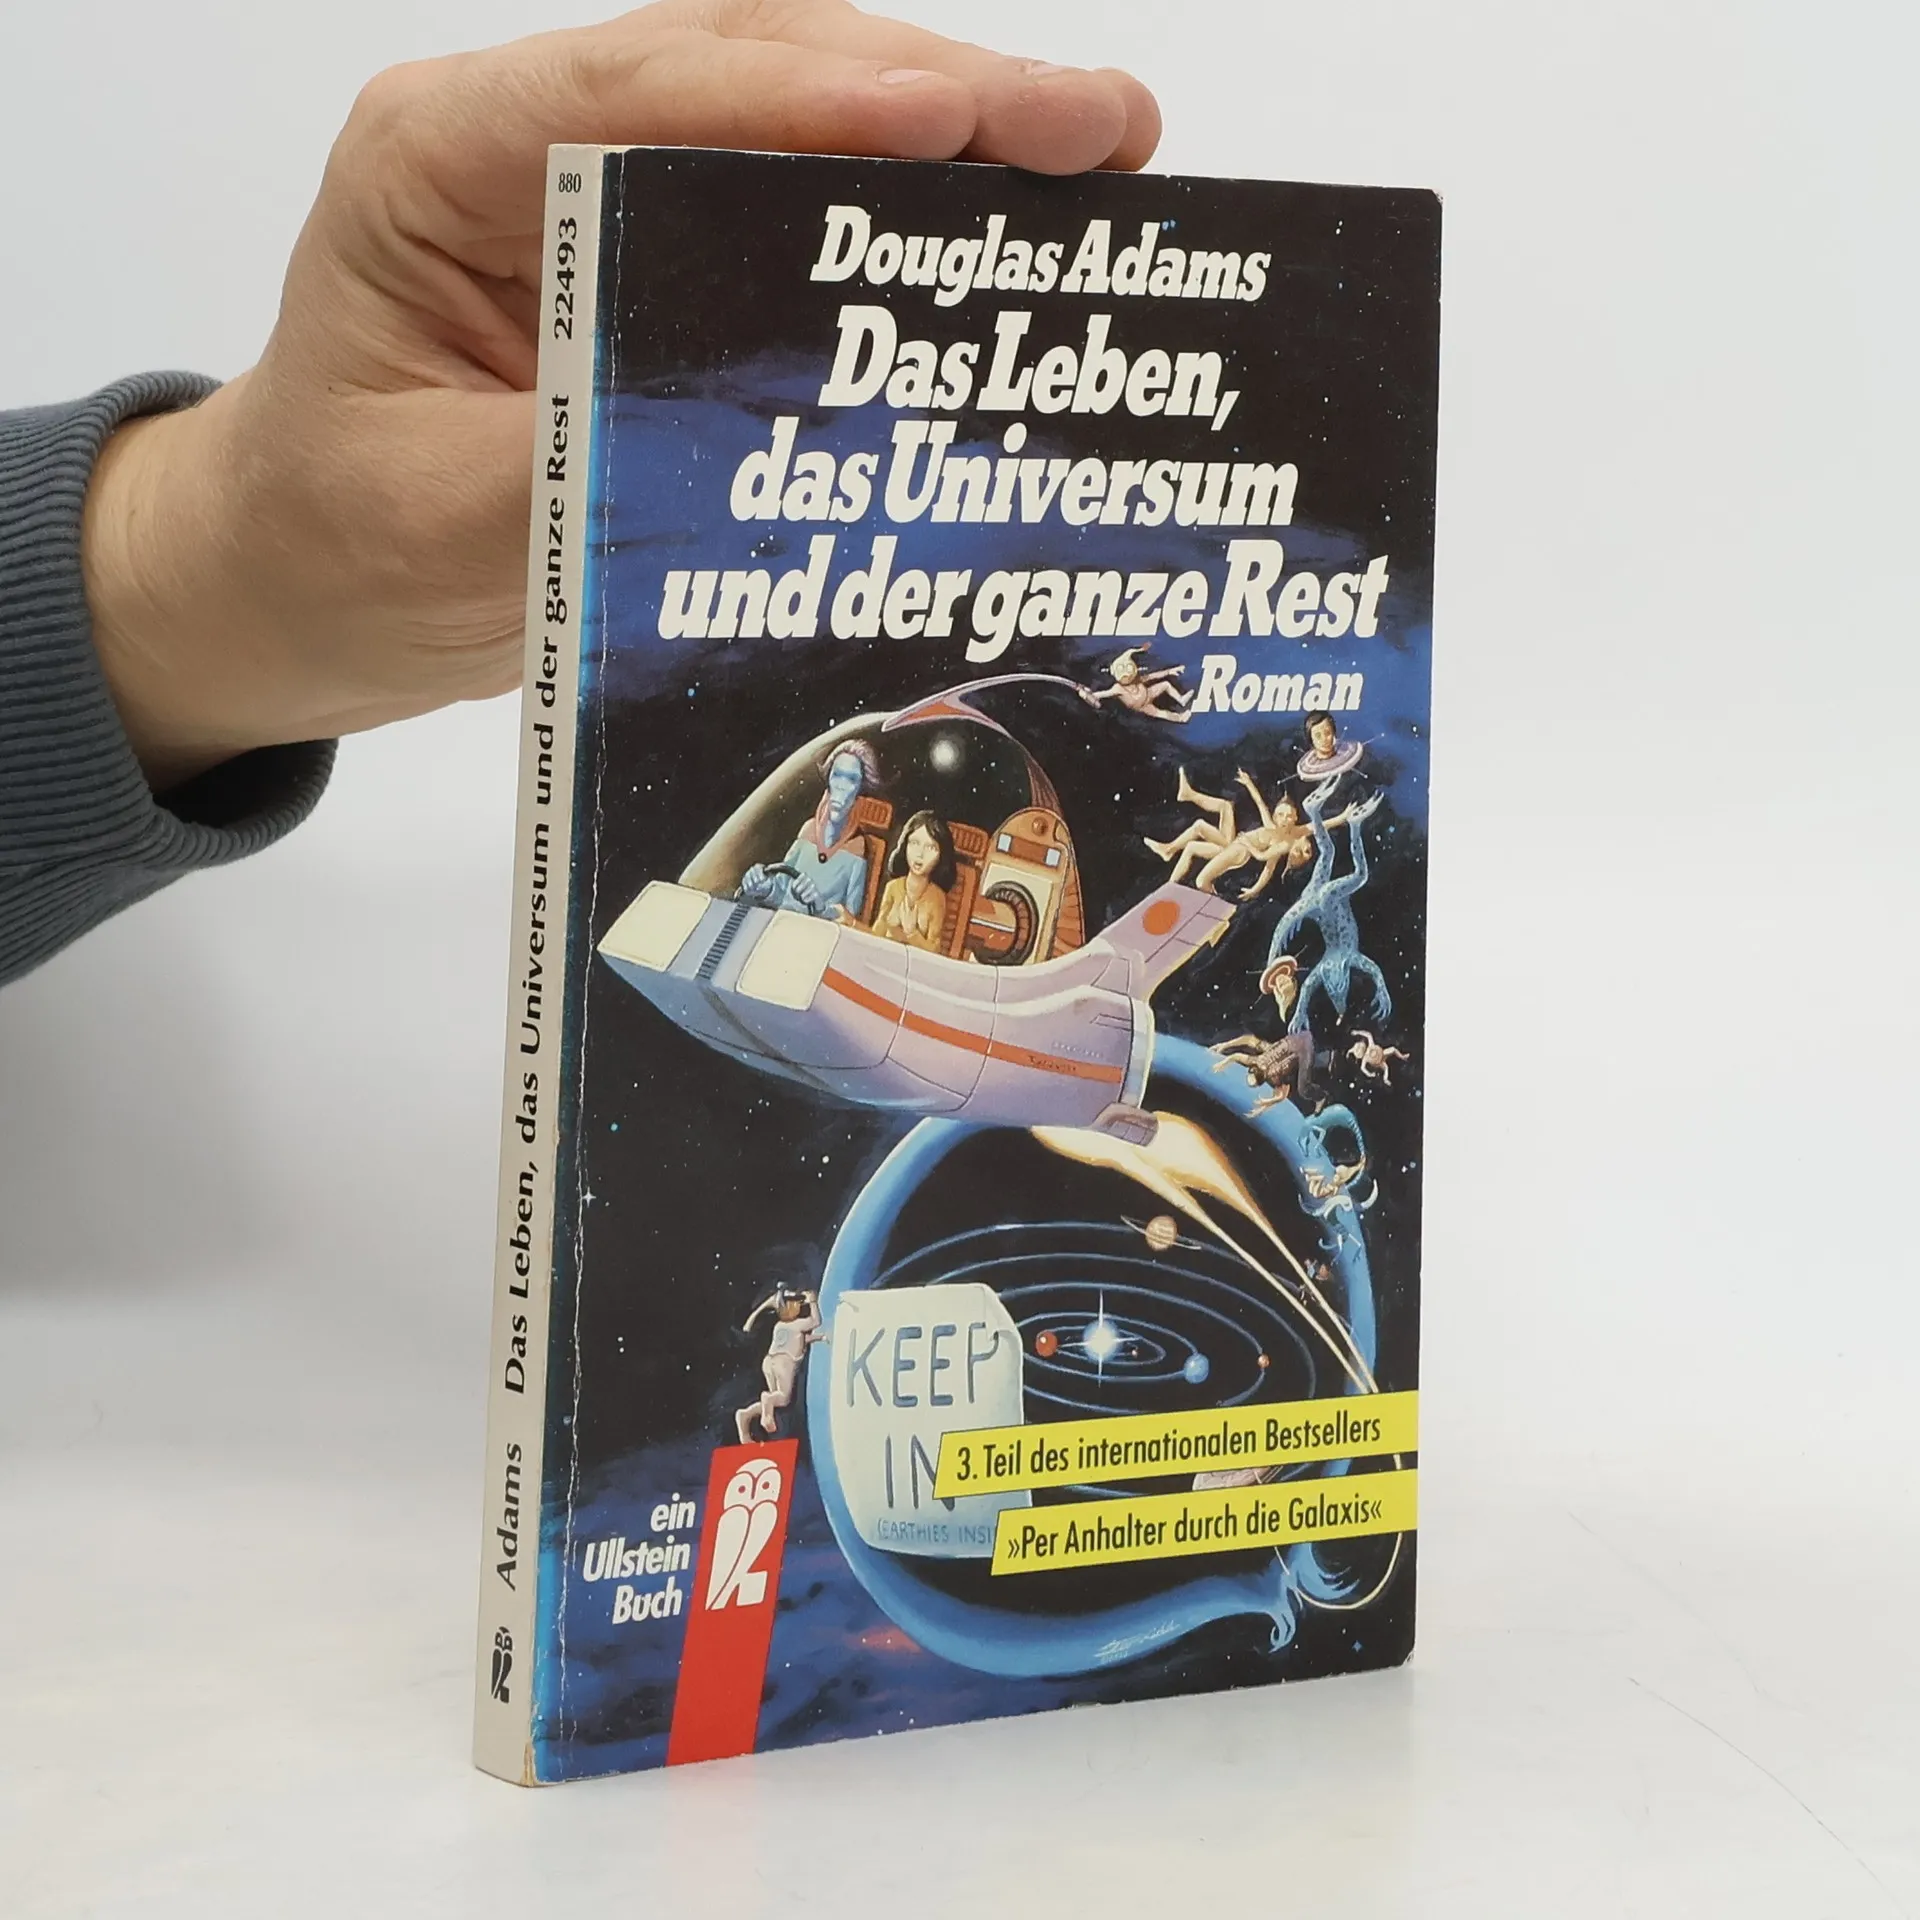 880
22493
Adams Das Leben, das Universum und der ganze Rest
Douglas Adams
Das Leben,
das Universum
und der ganze Rest
Roman
KEEP
IN
(EARTHIES
3. Teil des internationalen Bestsellers
»Per Anhalter durch die Galaxis«
ein
Ullstein
Buch